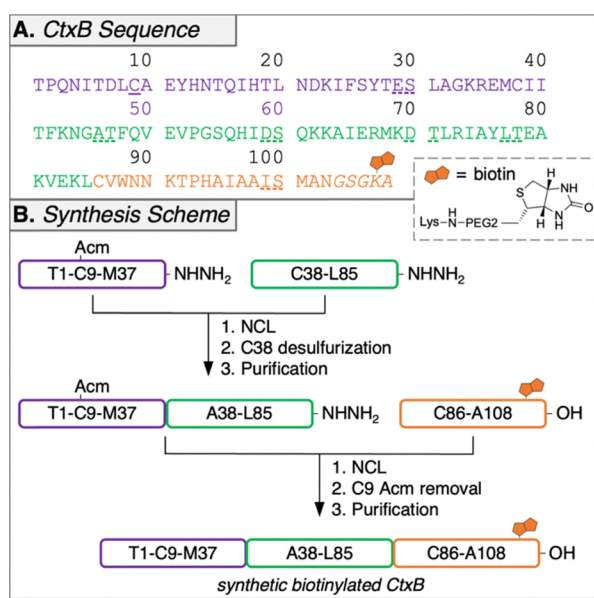 A. CtxB Sequence
10 20 30 40
TPQNITDLCA EYHNTQIHTL NDKIFSYTES LAGKREMCII
50 60 70 80
TFKNGATFQV EVPGSQHIDS QKKAIERMKD TLRIAYLTEA
90 100
KVEKLCVWNN KTPHAIAAIS MANGSGKA
= biotin
Lys-N-PEG2
H
S
H
H
NH
NH
O
B. Synthesis Scheme
Acm
T1-C9-M37 NHNH2 C38-L85 NHNH2
1. NCL
2. C38 desulfurization
3. Purification
Acm
T1-C9-M37 A38-L85 NHNH2 C86-A108 OH
1. NCL
2. C9 Acm removal
3. Purification
T1-C9-M37 A38-L85 C86-A108 OH
synthetic biotinylated CtxB